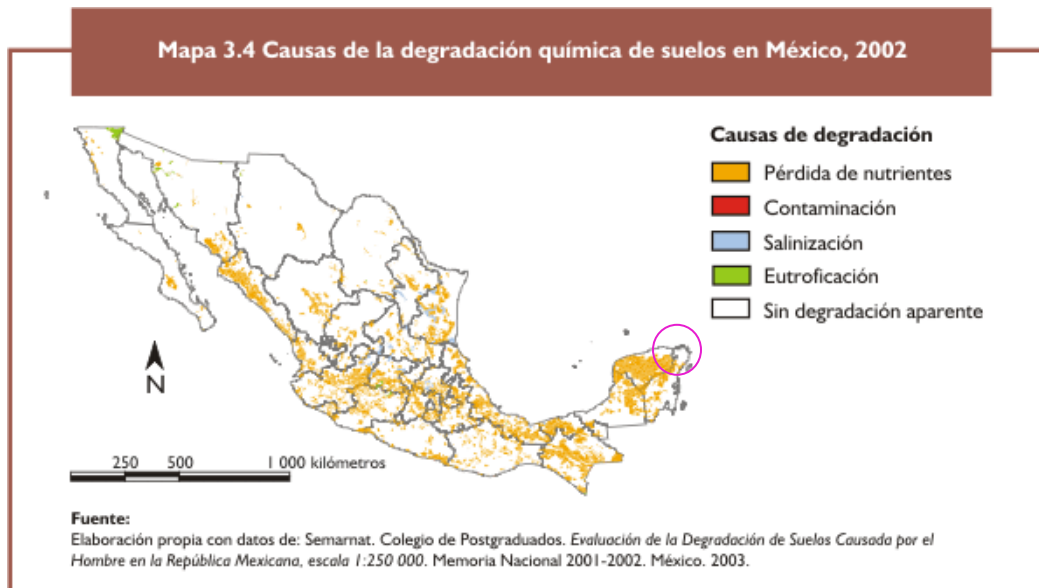 Mapa 3.4 Causas de la degradación química de suelos en México, 2002
Causas de degradación
Pérdida de nutrientes
Contaminación
Salinización
Eutroficación
Sin degradación aparente
N
250 500 1 000 kilómetros
Fuente:
Elaboración propia con datos de: Semarnat. Colegio de Postgraduados. Evaluación de la Degradación de Suelos Causada por el
Hombre en la República Mexicana, escala 1:250 000. Memoria Nacional 2001-2002. México. 2003.